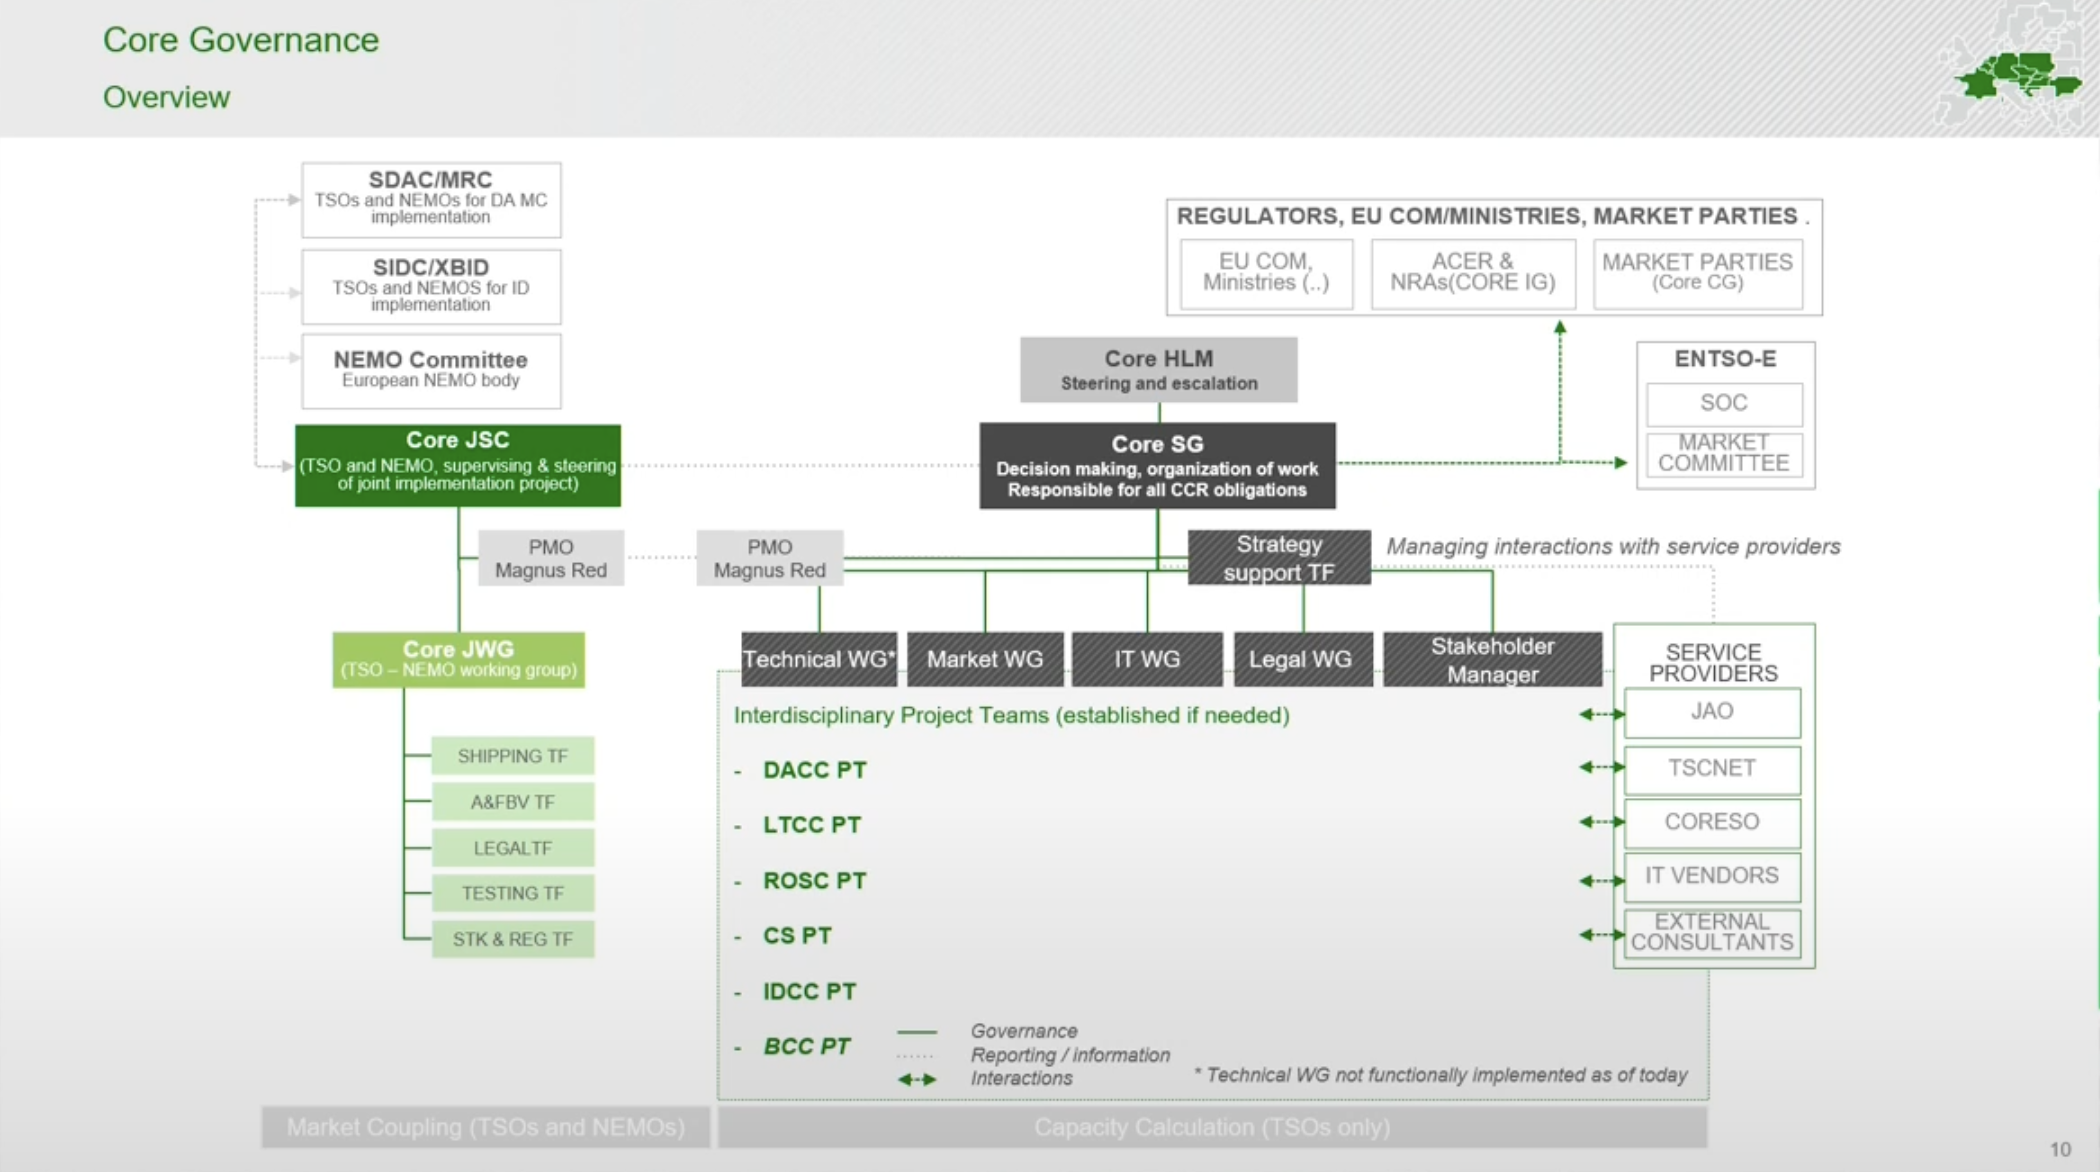 Core Governance
Overview
SDAC/MRC
TSOs and NEMOs for DA MC
implementation
SIDC/XBID
TSOs and NEMOS for ID
implementation
NEMO Committee
European NEMO body
Core JSC
(TSO and NEMO, supervising & steering
of joint implementation project)
PMO
Magnus Red
Core JWG
(TSO – NEMO working group)
SHIPPING TF
A&FBV TF
LEGALTF
TESTING TF
STK & REG TF
Market Coupling (TSOs and NEMOs)
REGULATORS, EU COM/MINISTRIES, MARKET PARTIES .
EU COM,
Ministries (..)
ACER &
NRAs(CORE IG)
MARKET PARTIES
(Core CG)
Core HLM
Steering and escalation
ENTSO-E
SOC
MARKET
COMMITTEE
Core SG
Decision making, organization of work
Responsible for all CCR obligations
PMO
Magnus Red
Strategy
support TF
Managing interactions with service providers
Technical WG*
Market WG
IT WG
Legal WG
Stakeholder
Manager
SERVICE
PROVIDERS
JAO
TSCNET
CORESO
IT VENDORS
EXTERNAL
CONSULTANTS
Interdisciplinary Project Teams (established if needed)
- DACC PT
- LTCC PT
- ROSC PT
- CS PT
- IDCC PT
- BCC PT
Governance
Reporting / information
Interactions
* Technical WG not functionally implemented as of today
Capacity Calculation (TSOs only)
10